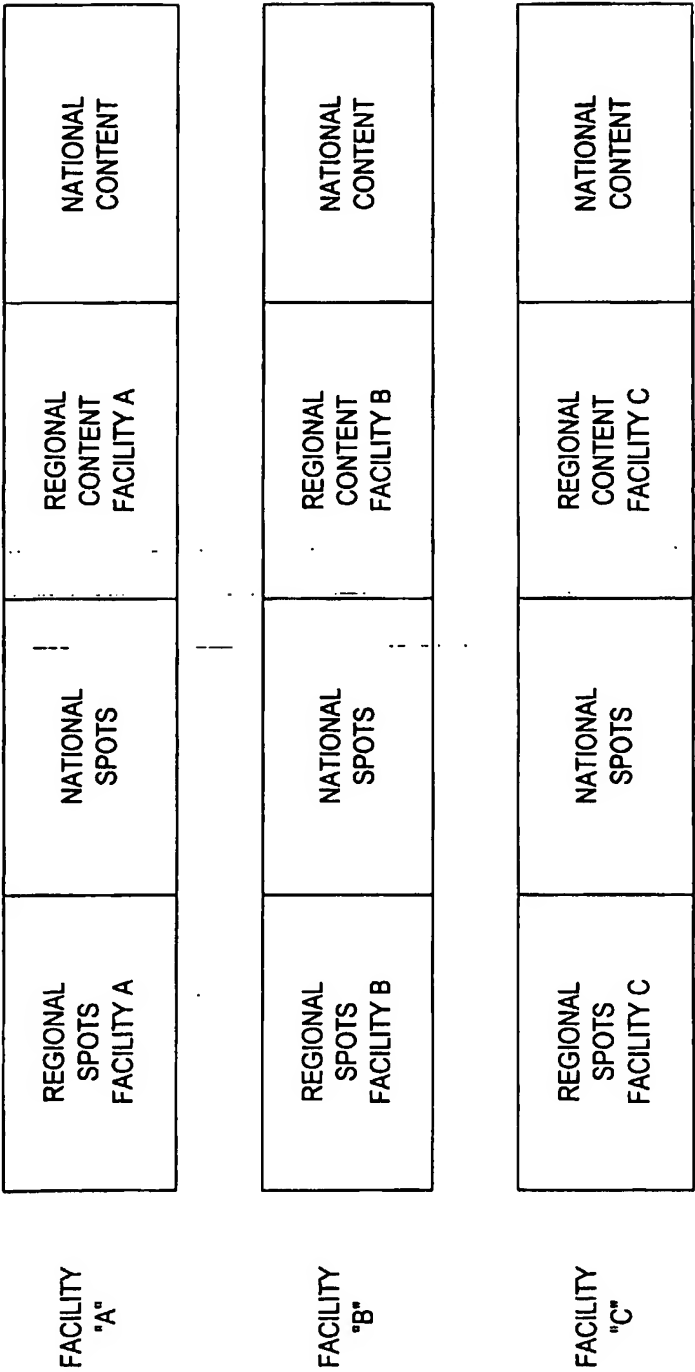 FACILITY
"A"
REGIONAL
SPOTS
FACILITY A
NATIONAL
SPOTS
REGIONAL
CONTENT
FACILITY A
NATIONAL
CONTENT
FACILITY
"B"
REGIONAL
SPOTS
FACILITY B
NATIONAL
SPOTS
REGIONAL
CONTENT
FACILITY B
NATIONAL
CONTENT
FACILITY
"C"
REGIONAL
SPOTS
FACILITY C
NATIONAL
SPOTS
REGIONAL
CONTENT
FACILITY C
NATIONAL
CONTENT